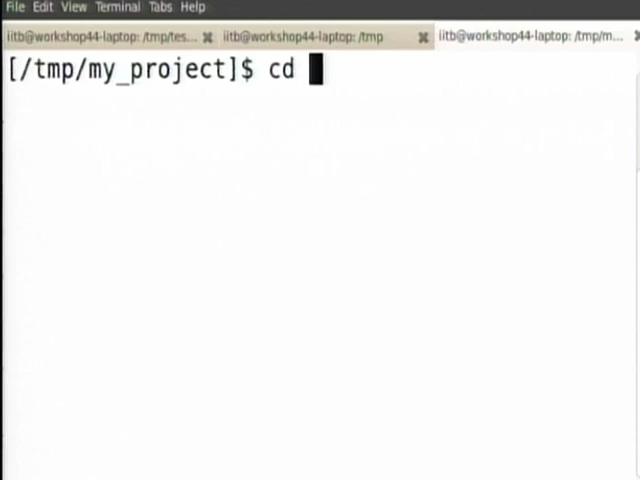 File Edit View Terminal Tabs Help
iitb@workshop44-laptop: /tmp/tes... iitb@workshop44-laptop: /tmp iitb@workshop44-laptop: /tmp/m...
[/tmp/my_project]$ cd